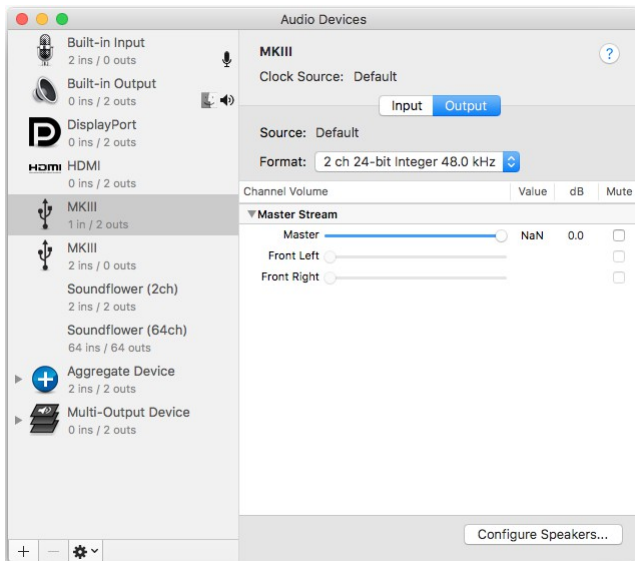 Audio Devices
Built-in Input
2 ins / 0 outs
Built-in Output
0 ins / 2 outs
DisplayPort
0 ins / 2 outs
HDMI
HDMI
0 ins / 2 outs
MKIII
1 in / 2 outs
MKIII
2 ins / 0 outs
Soundflower (2ch)
2 ins / 2 outs
Soundflower (64ch)
64 ins / 64 outs
Aggregate Device
2 ins / 2 outs
Multi-Output Device
0 ins / 2 outs
MKIII
?
Clock Source: Default
Input Output
Source: Default
Format: 2 ch 24-bit Integer 48.0 kHz
Channel Volume Value dB Mute
Master Stream
Master NaN 0.0
Front Left
Front Right
Configure Speakers...